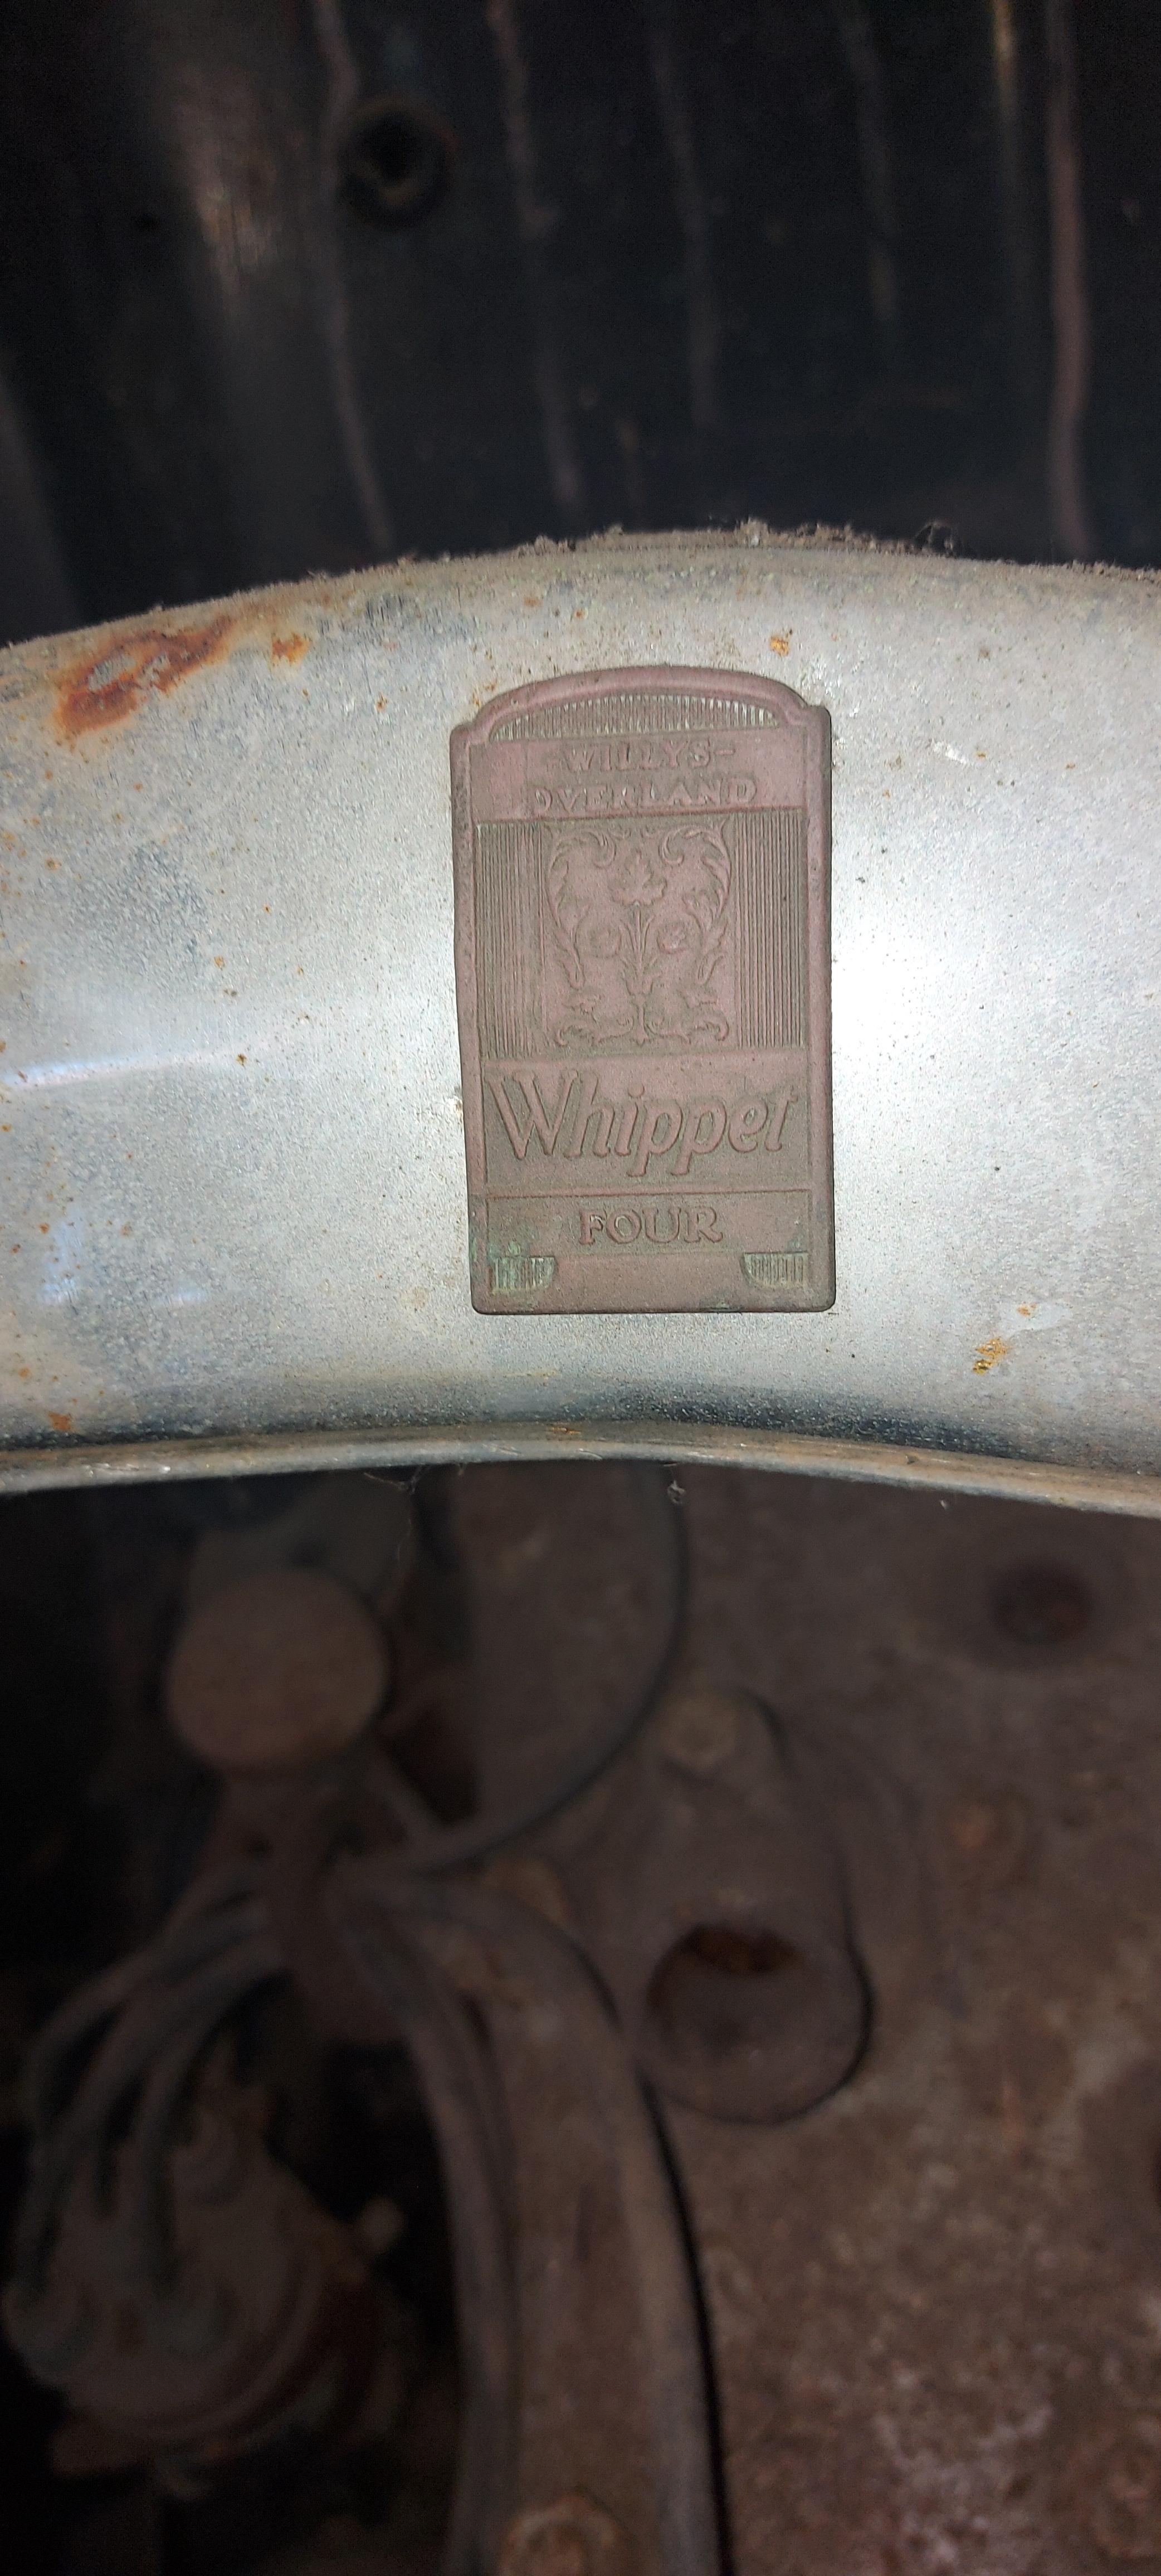 -WILLYS-
OVERLAND
Whippet
FOUR